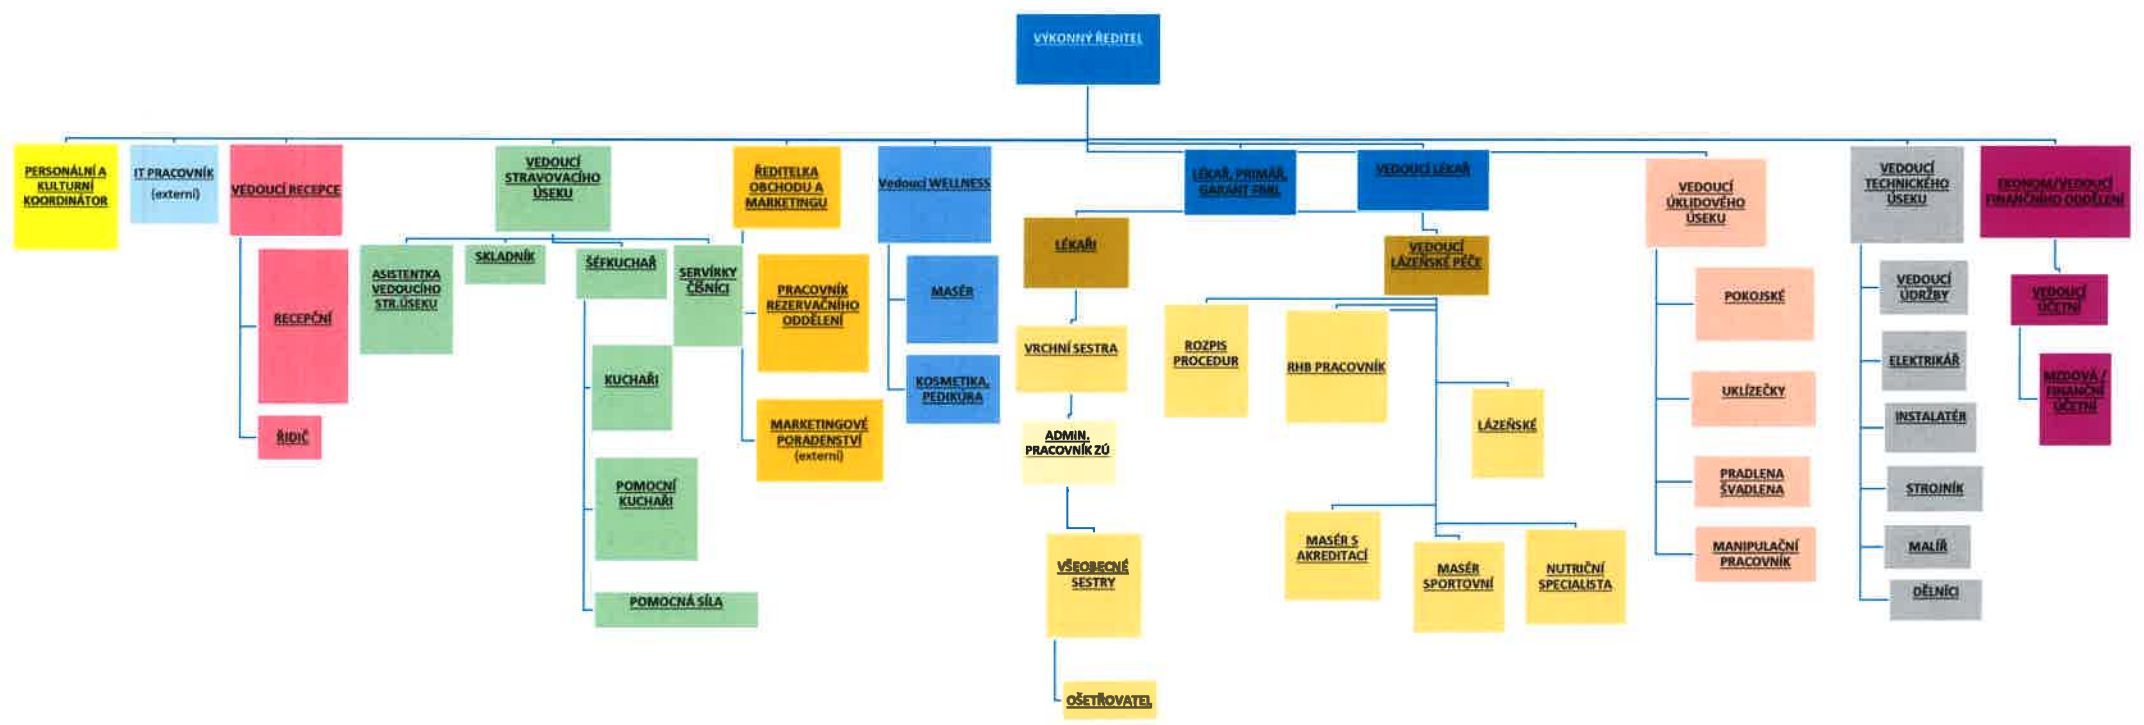 VÝKONNÝ ŘEDITEL
PERSONÁLNÍ A
KULTURNÍ
KOORDINÁTOR
IT PRACOVNÍK
(externí)
VEDOUCÍ RECEPCE
RECEPČNÍ
ŘIDIČ
VEDOUCÍ
STRAVOVACÍHO
ÚSEKU
ASISTENTKA
VEDOUCÍHO
STR.ÚSEKU
SKLADNÍK
ŠÉFKUCHAŘ
SERVÍRKY
ČÍŠNÍCI
KUCHAŘI
POMOCNÍ
KUCHAŘI
POMOCNÁ SÍLA
ŘEDITELKA
OBCHODU A
MARKETINGU
PRACOVNÍK
REZERVAČNÍHO
ODDĚLENÍ
MARKETINGOVÉ
PORADENSTVÍ
(externí)
Vedoucí WELLNESS
MASÉR
KOSMETIKA,
PEDIKÚRA
LÉKAŘ, PRIMÁŘ,
GARANT
VEDOUCÍ LÉKAŘ
LÉKAŘI
VRCHNÍ SESTRA
ADMIN.
PRACOVNÍK ZÚ
VŠEOBECNÉ
SESTRY
OŠETŘOVATEL
VEDOUCÍ
LÁZEŇSKÉ PÉČE
ROZPIS
PROCEDUR
RHB PRACOVNÍK
LÁZEŇSKÉ
MASÉR S
AKREDITACÍ
MASÉR
SPORTOVNÍ
NUTRIČNÍ
SPECIALISTA
VEDOUCÍ
ÚKLIDOVÉHO
ÚSEKU
POKOJSKÉ
UKLÍZEČKY
PRADLENA
ŠVADLENA
MANIPULAČNÍ
PRACOVNÍK
VEDOUCÍ
TECHNICKÉHO
ÚSEKU
VEDOUCÍ
ÚDRŽBY
ELEKTRIKÁŘ
INSTALATÉR
STROJNÍK
MALÍŘ
DĚLNÍCI
EKONOM/VEDOUCÍ
FINANČNÍHO ODDĚLENÍ
VEDOUCÍ
ÚČETNÍ
MZDOVÁ /
FINANČNÍ
ÚČETNÍ